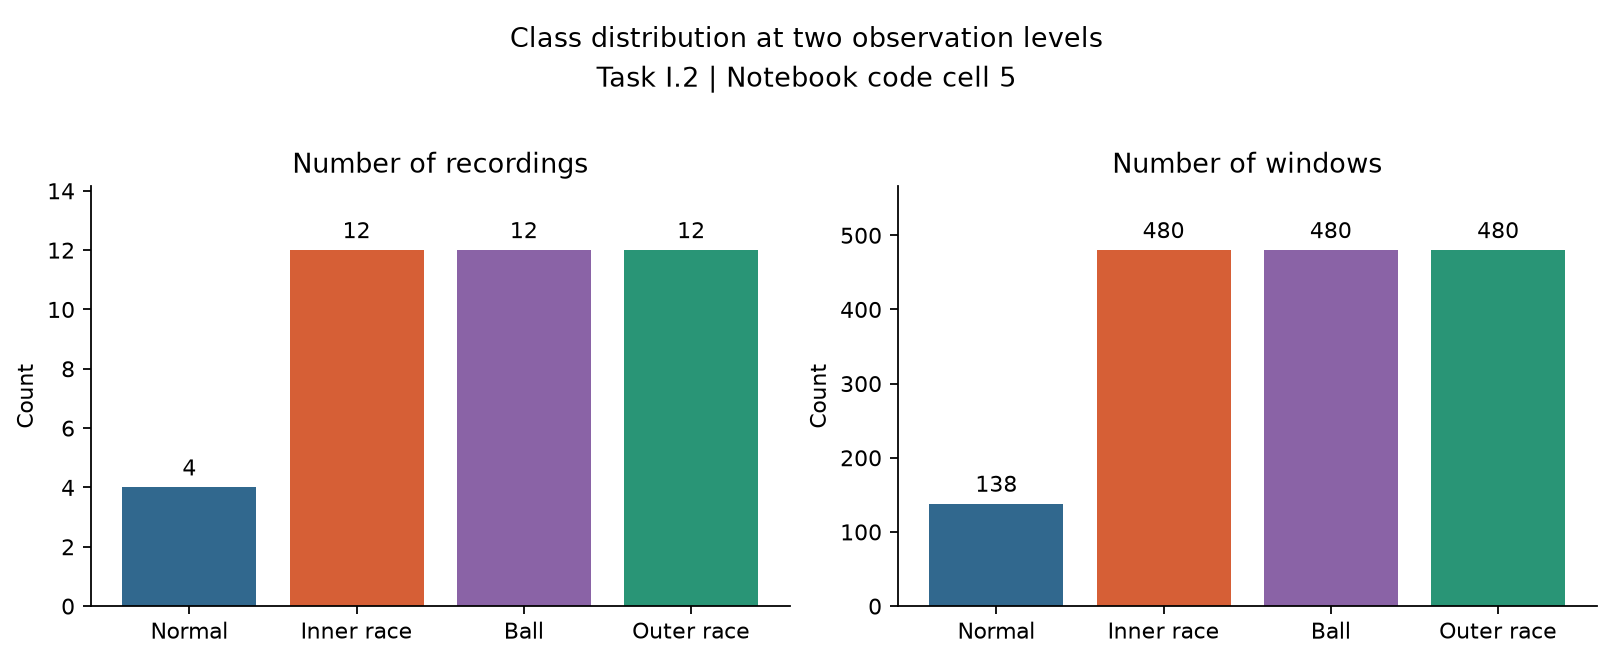 Class distribution at two observation levels
Task I.2 | Notebook code cell 5
Number of recordings
Count
14
12
10
8
6
4
2
0
4
12
12
12
Normal
Inner race
Ball
Outer race
Number of windows
Count
500
400
300
200
100
0
138
480
480
480
Normal
Inner race
Ball
Outer race